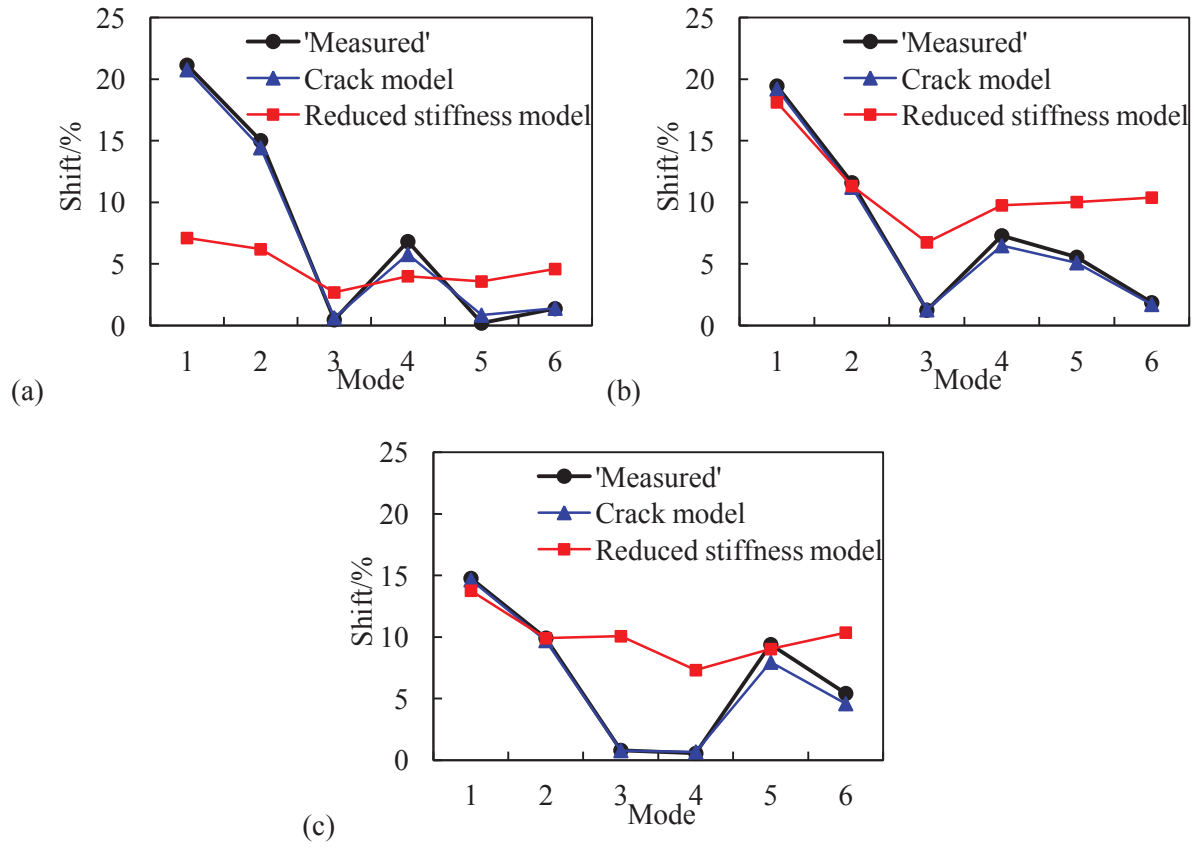 25
20
15
10
5
0
Shift/%
'Measured'
Crack model
Reduced stiffness model
1 2 3 4 5 6
Mode
(a)
25
20
15
10
5
0
Shift/%
'Measured'
Crack model
Reduced stiffness model
1 2 3 4 5 6
Mode
(b)
25
20
15
10
5
0
Shift/%
'Measured'
Crack model
Reduced stiffness model
1 2 3 4 5 6
Mode
(c)